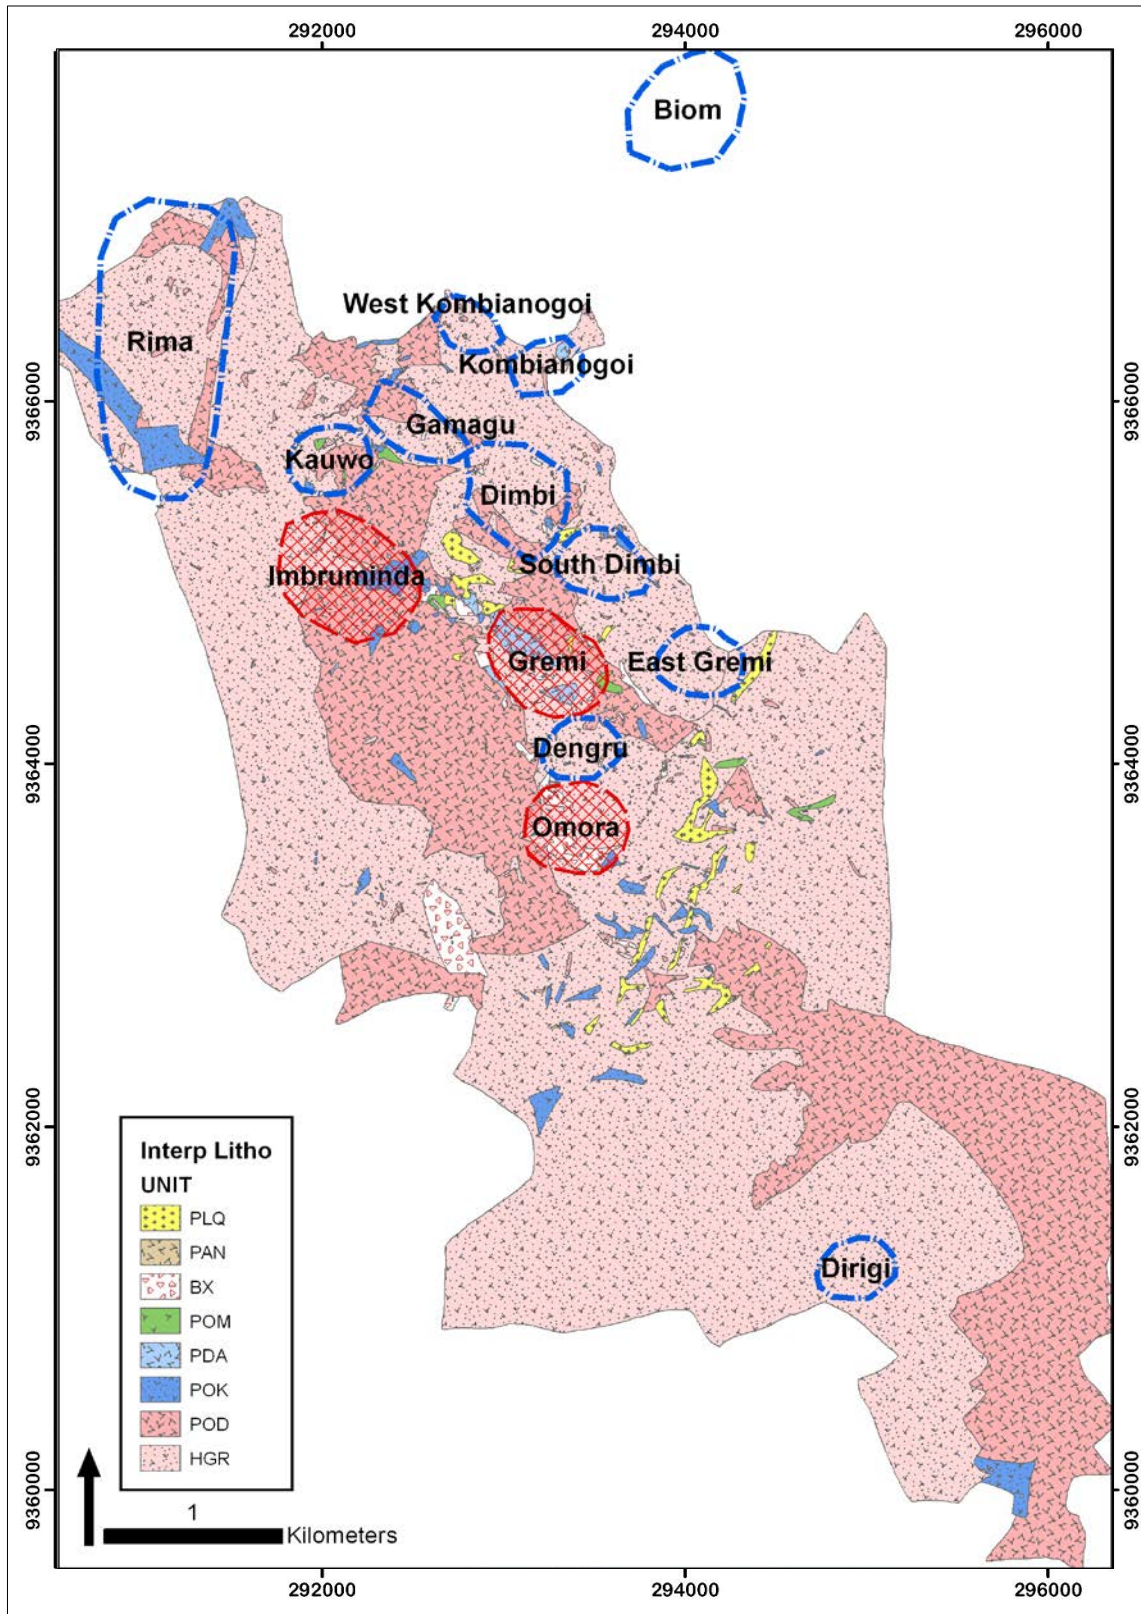 292000 294000 296000
Biom
West Kombianogoi
Rima
Kombianogoi
9366000 9366000
Gamagu
Kauwo
Dimbi
South Dimbi
Imbruminda
Gremi
East Gremi
Dengru
9364000 9364000
Omora
9362000 9362000
Interp Litho
UNIT
PLQ
PAN
BX
POM
PDA
POK
POD
HGR
Dirigi
9360000 9360000
1
Kilometers
292000 294000 296000